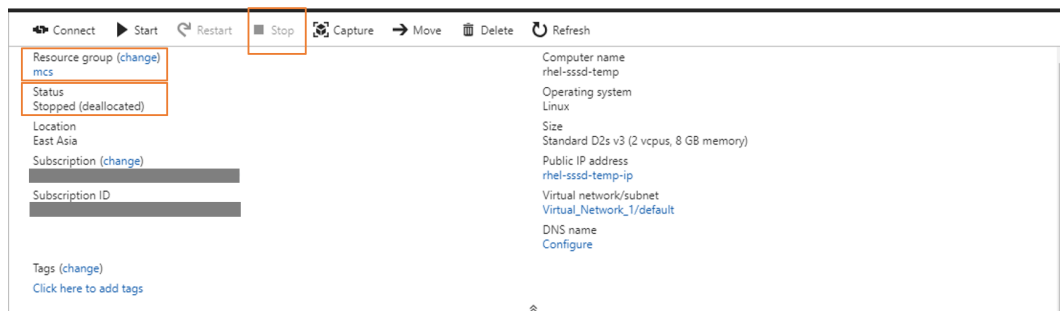 Connect Start Restart Stop Capture Move Delete Refresh
Resource group (change)
mcs
Status
Stopped (deallocated)
Location
East Asia
Subscription (change)
Subscription ID
Tags (change)
Click here to add tags
Computer name
rhel-sssd-temp
Operating system
Linux
Size
Standard D2s v3 (2 vcpus, 8 GB memory)
Public IP address
rhel-sssd-temp-ip
Virtual network/subnet
Virtual_Network_1/default
DNS name
Configure